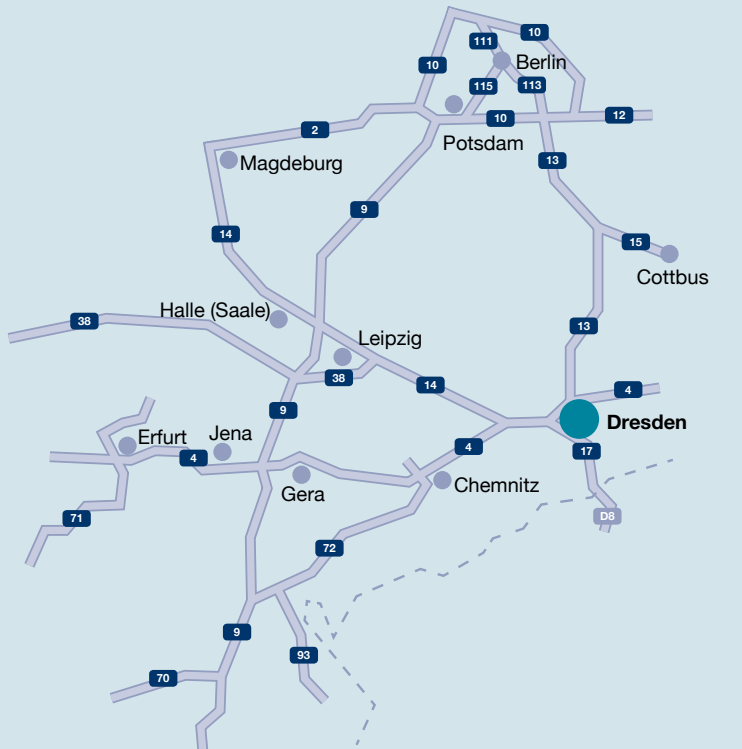 10
111
Berlin
10
115
113
10
12
2
Potsdam
Magdeburg
13
9
14
15
Cottbus
Halle (Saale)
38
13
Leipzig
38
14
4
9
Dresden
Erfurt
Jena
4
4
17
Gera
Chemnitz
71
D8
72
9
93
70